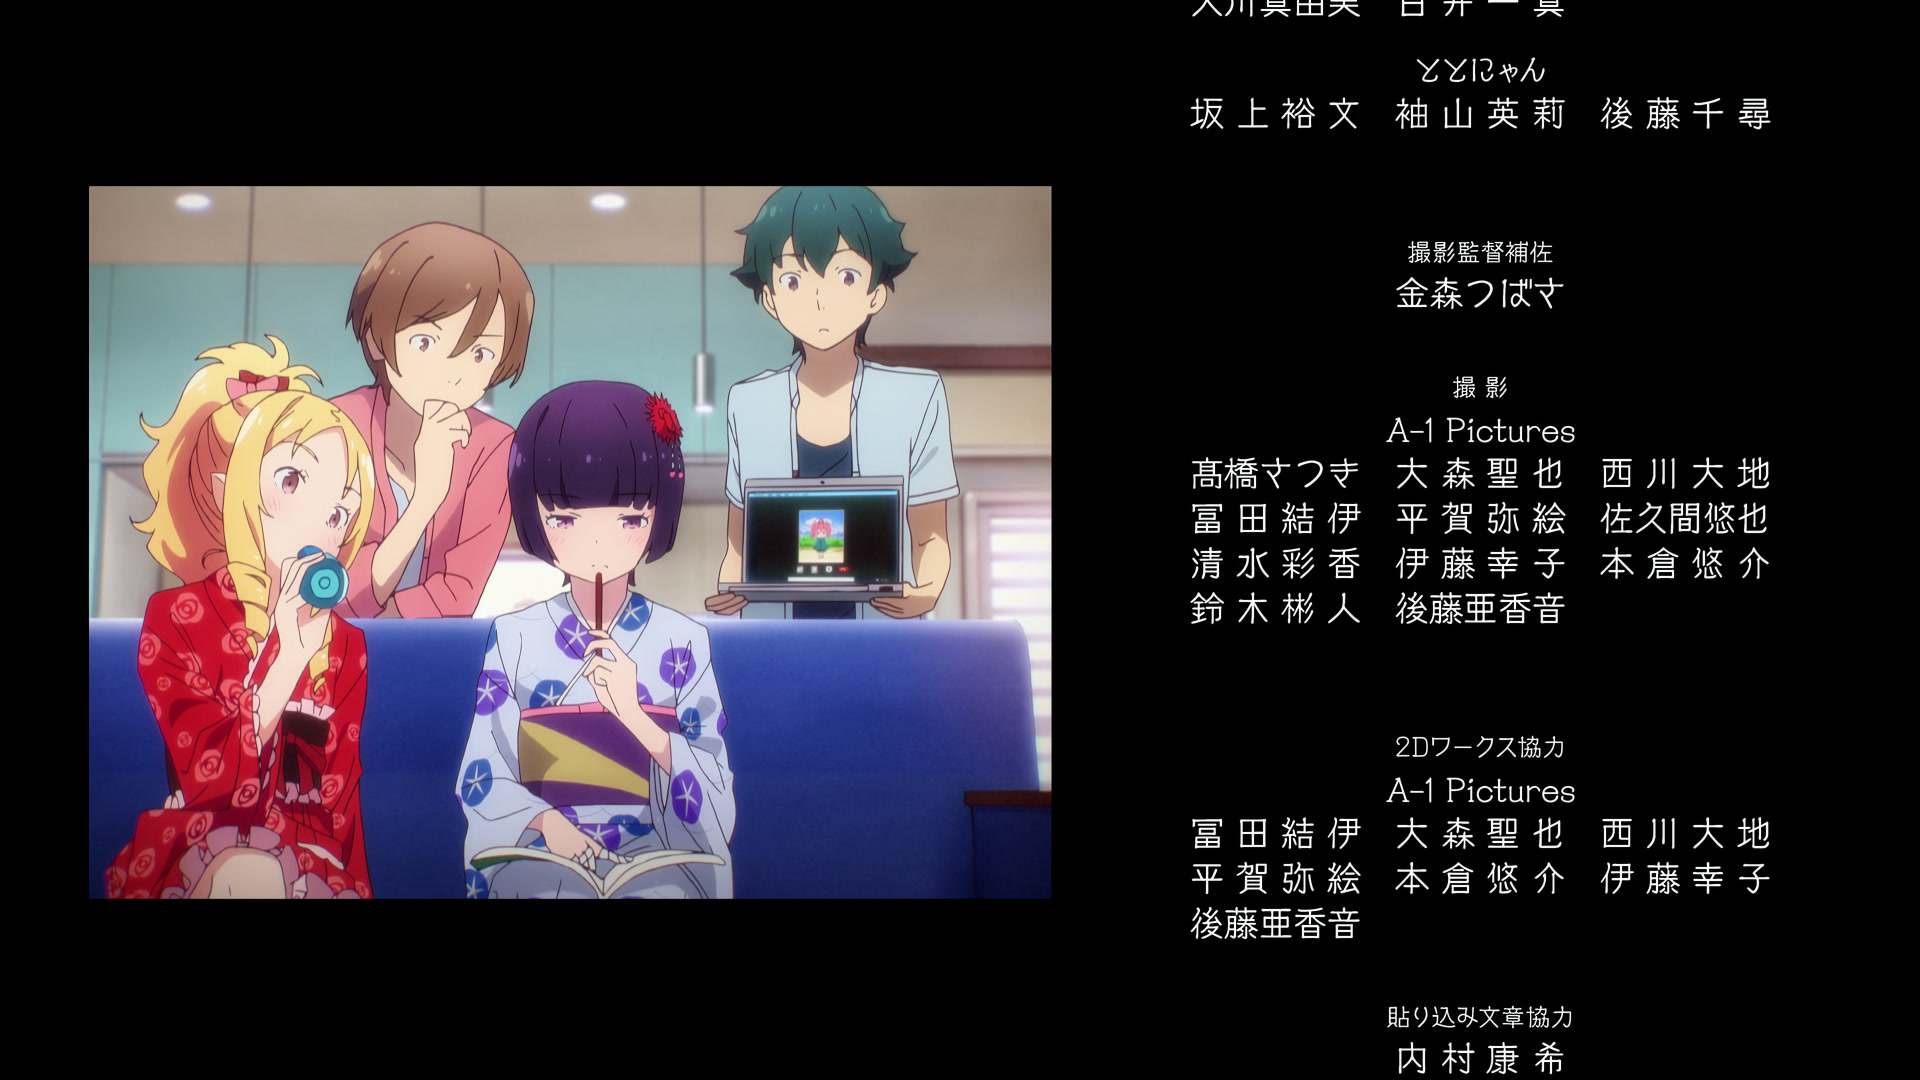 ととにゃん
坂上裕文 袖山英莉 後藤千尋
撮影監督補佐
金森つばさ
撮影
A-1 Pictures
髙橋さつき 大森聖也 西川大地
冨田結伊 平賀弥絵 佐久間悠也
清水彩香 伊藤幸子 本倉悠介
鈴木彬人 後藤亜香音
2Dワークス協力
A-1 Pictures
冨田結伊 大森聖也 西川大地
平賀弥絵 本倉悠介 伊藤幸子
後藤亜香音
貼り込み文章協力
内村康希